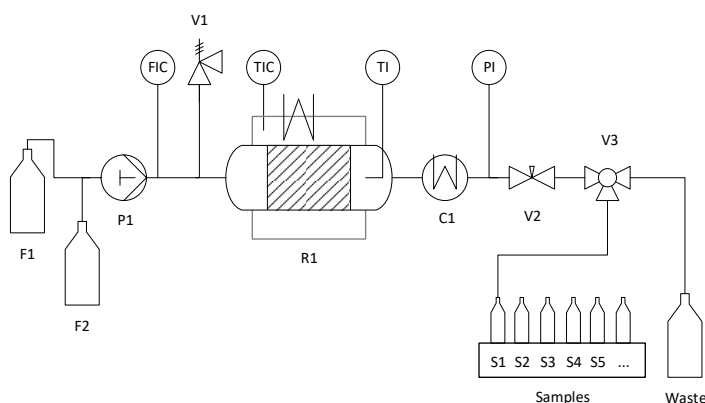 V1
FIC
TIC
TI
PI
V3
P1
F1
F2
R1
C1
V2
S1 S2 S3 S4 S5 ...
Samples
Waste